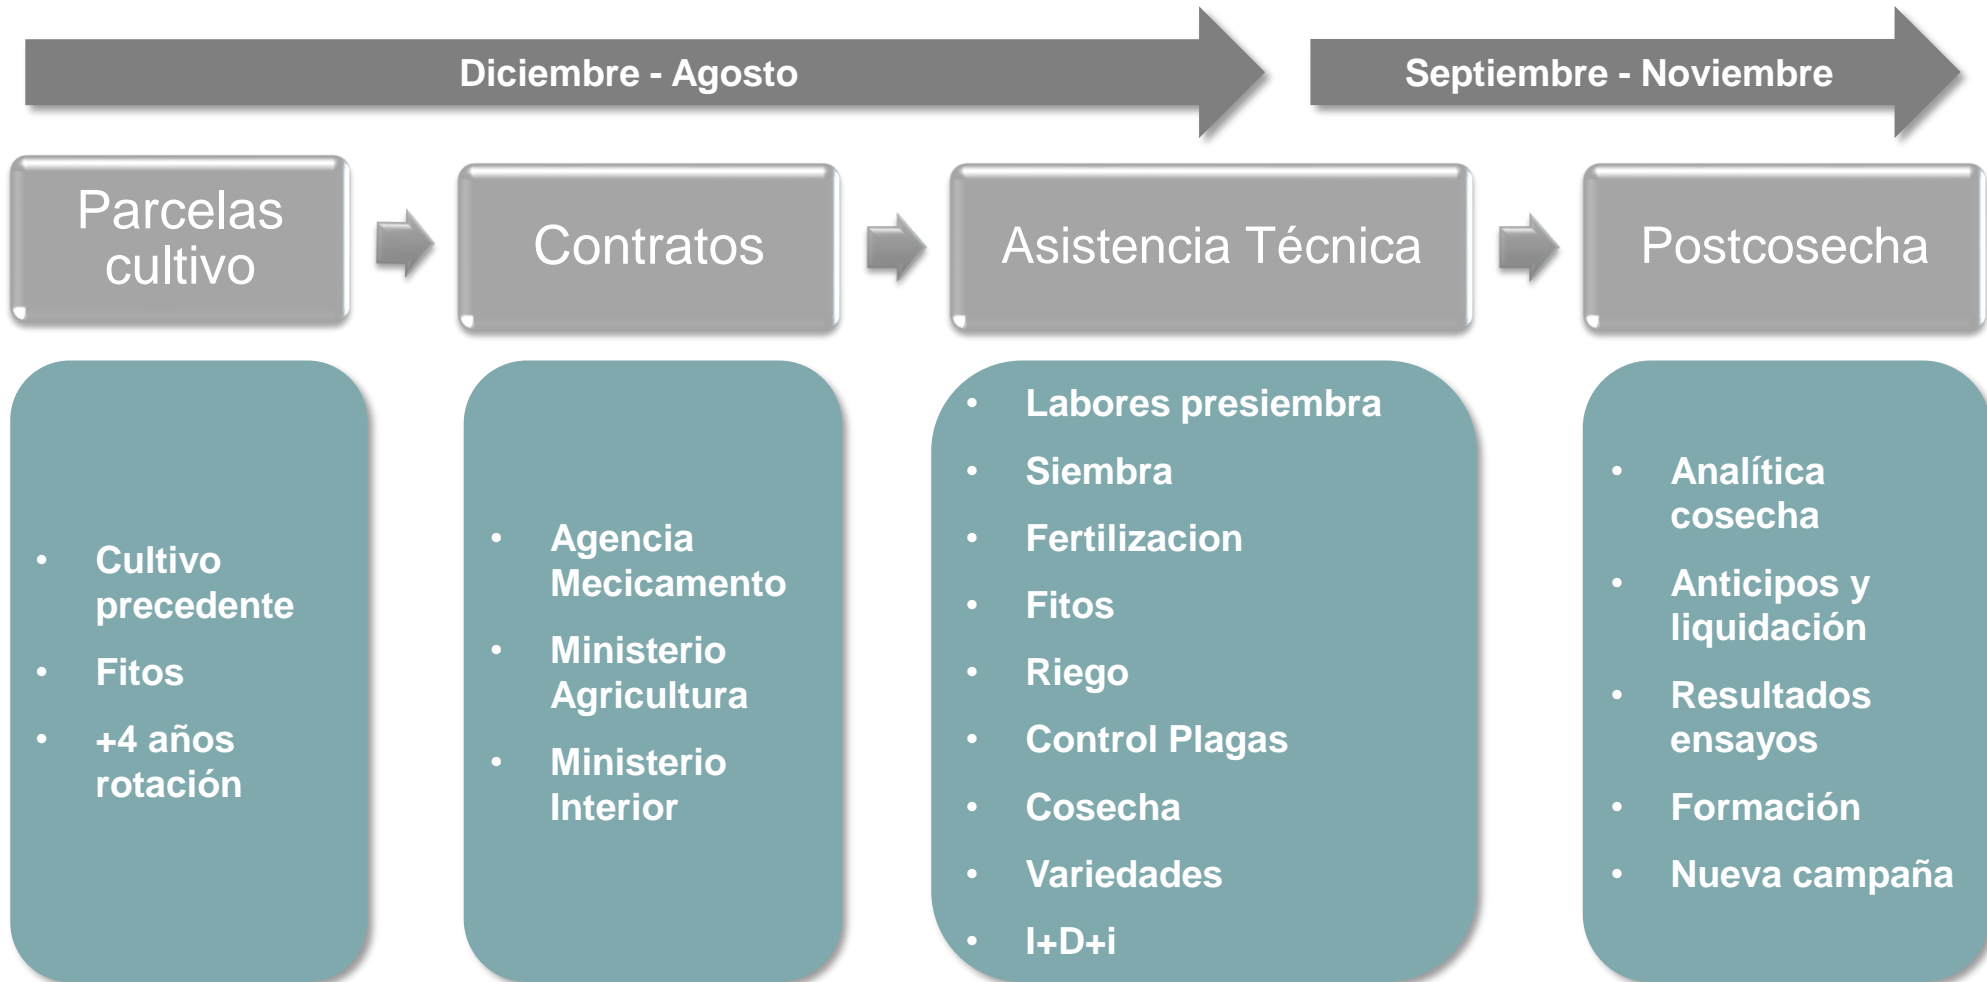 Diciembre - Agosto
Septiembre - Noviembre
Parcelas
cultivo
Contratos
Asistencia Técnica
Postcosecha
• Cultivo
precedente
• Fitos
• +4 años
rotación
• Agencia
Mecicamento
• Ministerio
Agricultura
• Ministerio
Interior
• Labores presiembra
• Siembra
• Fertilizacion
• Fitos
• Riego
• Control Plagas
• Cosecha
• Variedades
• I+D+i
• Analítica
cosecha
• Anticipos y
liquidación
• Resultados
ensayos
• Formación
• Nueva campaña